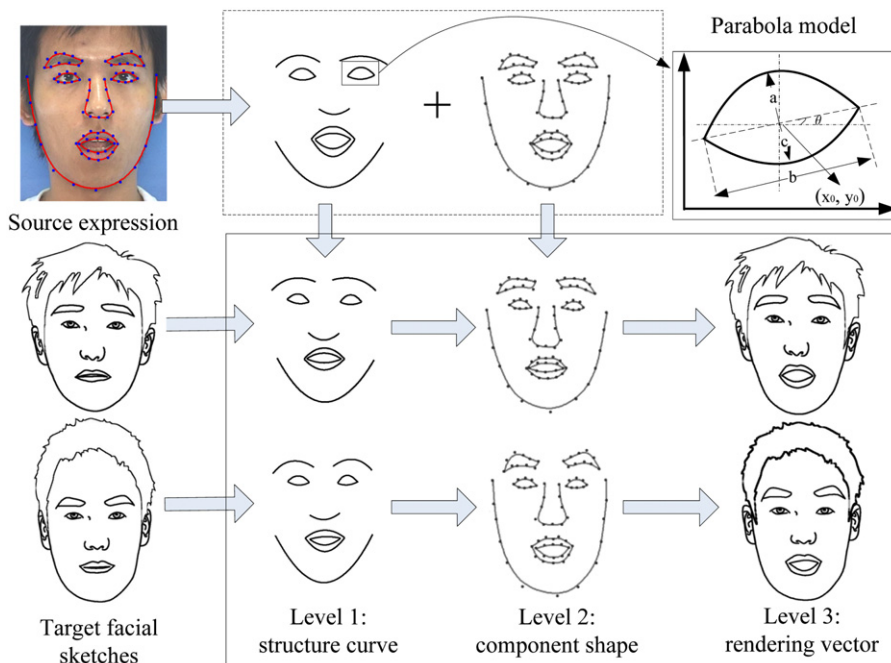 Parabola model
a
θ
c
b
(x₀, y₀)
+
Source expression
Target facial
sketches
Level 1:
structure curve
Level 2:
component shape
Level 3:
rendering vector